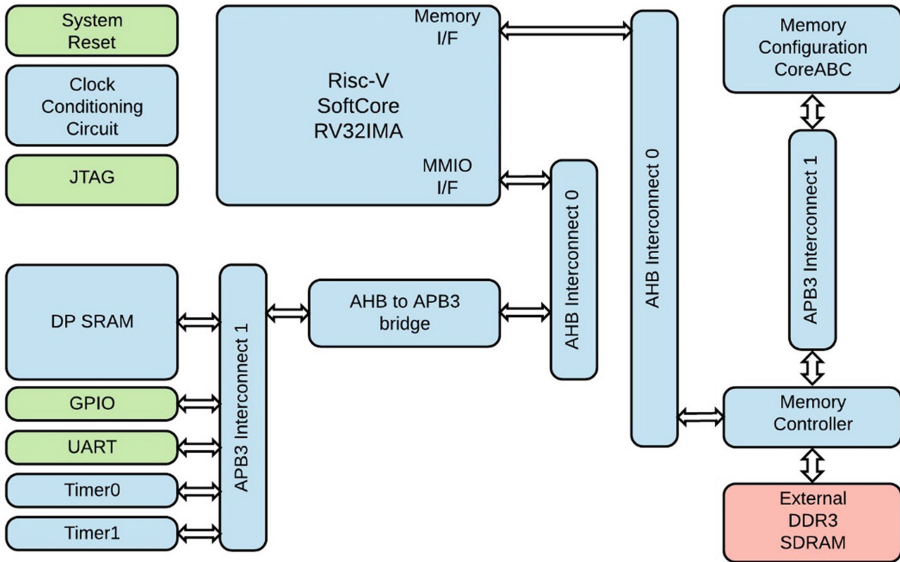 System
Reset
Clock
Conditioning
Circuit
JTAG
Memory
I/F
Risc-V
SoftCore
RV32IMA
MMIO
I/F
AHB Interconnect 0
AHB Interconnect 0
Memory
Configuration
CoreABC
APB3 Interconnect 1
DP SRAM
GPIO
UART
Timer0
Timer1
APB3 Interconnect 1
AHB to APB3
bridge
Memory
Controller
External
DDR3
SDRAM